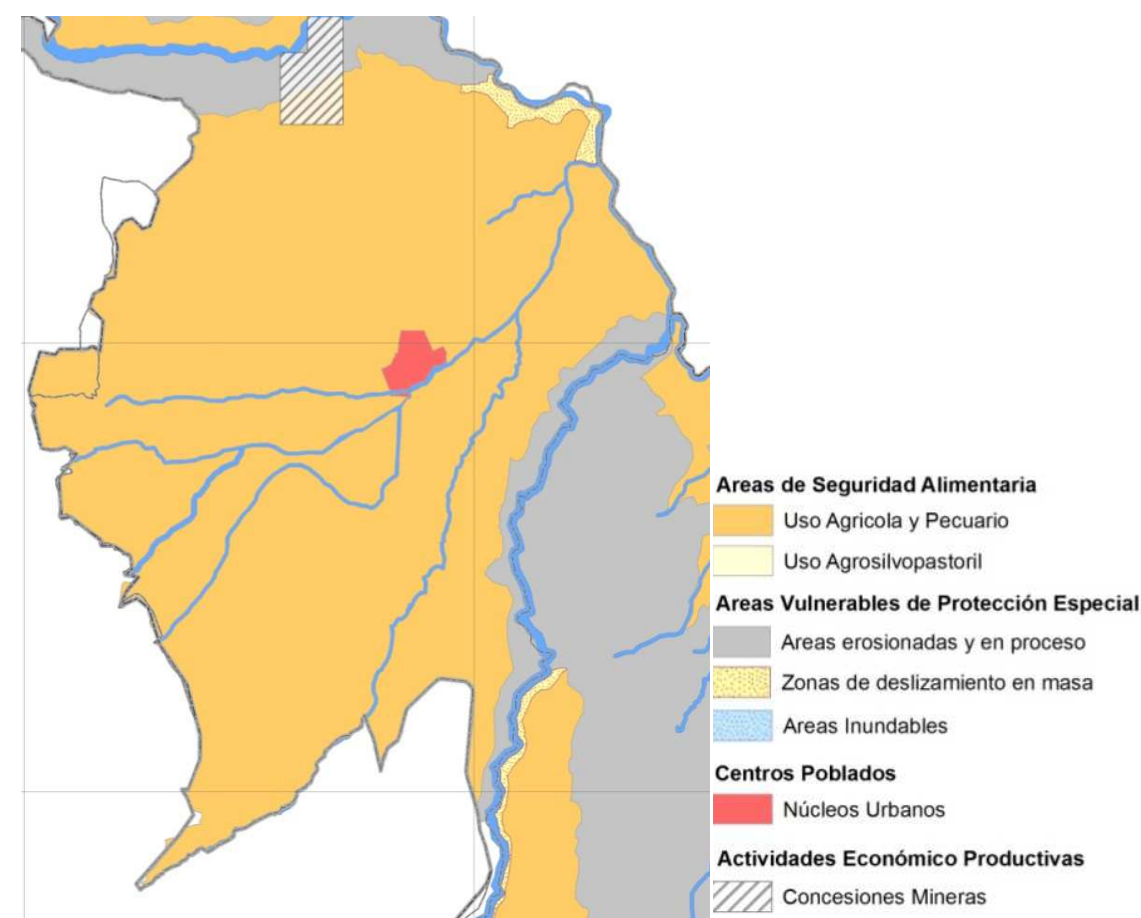 Areas de Seguridad Alimentaria
Uso Agricola y Pecuario
Uso Agrosilvopastoril
Areas Vulnerables de Protección Especial
Areas erosionadas y en proceso
Zonas de deslizamiento en masa
Areas Inundables
Centros Poblados
Núcleos Urbanos
Actividades Económico Productivas
Concesiones Mineras